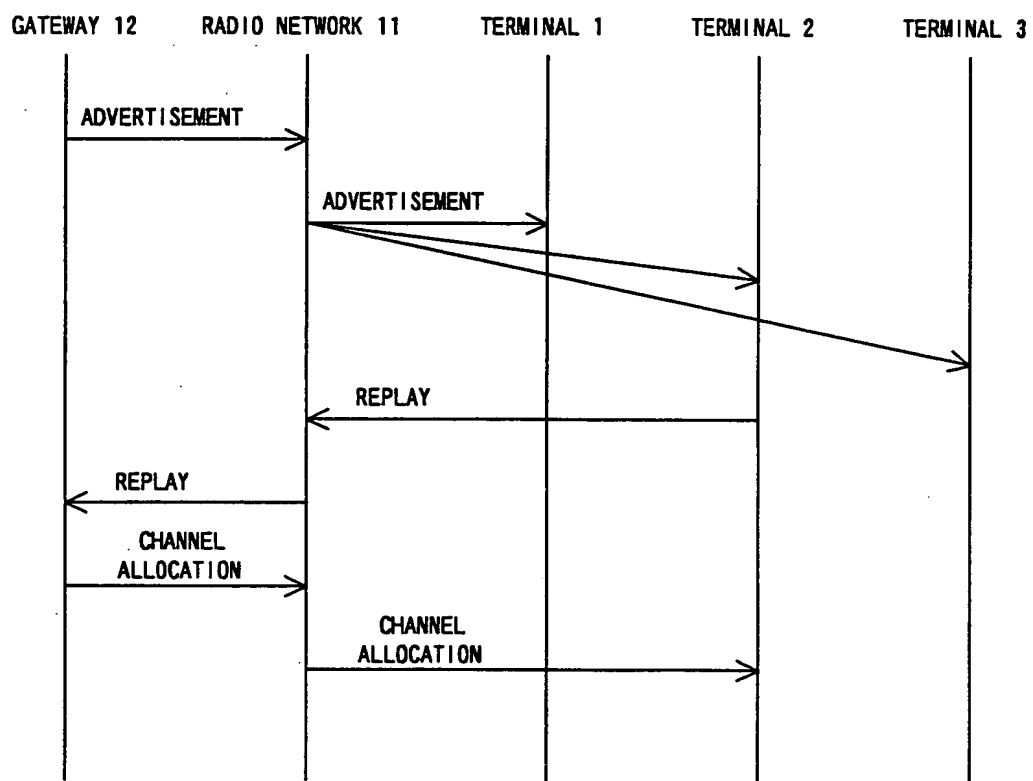 GATEWAY 12 RADIO NETWORK 11 TERMINAL 1 TERMINAL 2 TERMINAL 3
ADVERTISEMENT
ADVERTISEMENT
REPLAY
REPLAY
CHANNEL
ALLOCATION
CHANNEL
ALLOCATION